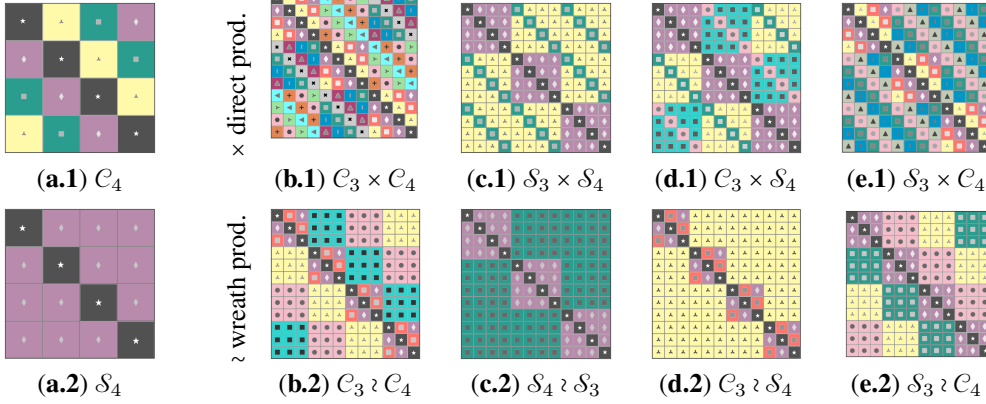 × direct prod.
(a.1) 𝒞₄
(b.1) 𝒞₃ × 𝒞₄
(c.1) 𝒮₃ × 𝒮₄
(d.1) 𝒞₃ × 𝒮₄
(e.1) 𝒮₃ × 𝒞₄
≀ wreath prod.
(a.2) 𝒮₄
(b.2) 𝒞₃ ≀ 𝒞₄
(c.2) 𝒮₄ ≀ 𝒮₃
(d.2) 𝒞₃ ≀ 𝒮₄
(e.2) 𝒮₃ ≀ 𝒞₄